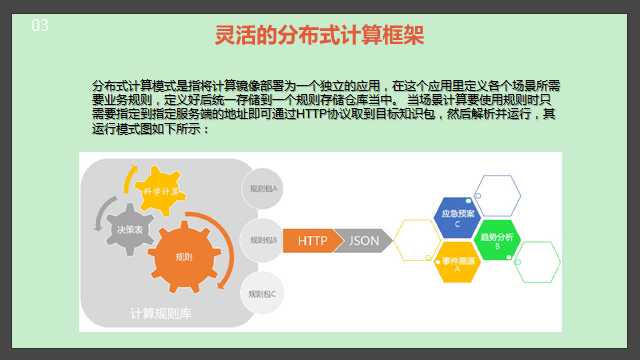 03
灵活的分布式计算框架
分布式计算模式是指将计算镜像部署为一个独立的应用，在这个应用里定义各个场景所需
要业务规则，定义好后统一存储到一个规则存储仓库当中。 当场景计算要使用规则时只
需要指定到指定服务端的地址即可通过HTTP协议取到目标知识包，然后解析并运行，其
运行模式图如下所示：
科学计算
决策表
规则
计算规则库
规则包A
规则包B
规则包C
HTTP
JSON
应急预案
C
趋势分析
B
事件溯源
A